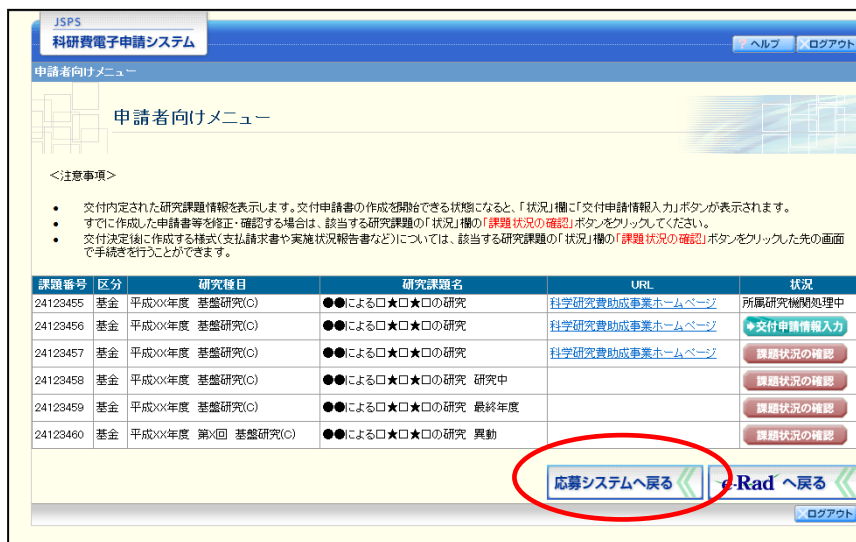 JSPS
科研費電子申請システム
? ヘルプ ×ログアウト
申請者向けメニュー
申請者向けメニュー
<注意事項>
• 交付内定された研究課題情報を表示します。交付申請書の作成を開始できる状態になると、「状況」欄に「交付申請情報入力」ボタンが表示されます。
• すでに作成した申請書等を修正・確認する場合は、該当する研究課題の「状況」欄の「課題状況の確認」ボタンをクリックしてください。
• 交付決定後に作成する様式(支払請求書や実施状況報告書など)については、該当する研究課題の「状況」欄の「課題状況の確認」ボタンをクリックした先の画面
で手続きを行うことができます。
課題番号 区分 研究種目 研究課題名 URL 状況
24123455 基金 平成XX年度 基盤研究(C) ●●による□★□★□の研究 科学研究費助成事業ホームページ 所属研究機関処理中
24123456 基金 平成XX年度 基盤研究(C) ●●による□★□★□の研究 科学研究費助成事業ホームページ 交付申請情報入力
24123457 基金 平成XX年度 基盤研究(C) ●●による□★□★□の研究 科学研究費助成事業ホームページ 課題状況の確認
24123458 基金 平成XX年度 基盤研究(C) ●●による□★□★□の研究 研究中 課題状況の確認
24123459 基金 平成XX年度 基盤研究(C) ●●による□★□★□の研究 最終年度 課題状況の確認
24123460 基金 平成XX年度 第X回 基盤研究(C) ●●による□★□★□の研究 異動 課題状況の確認
応募システムへ戻る e-Rad へ戻る
×ログアウト